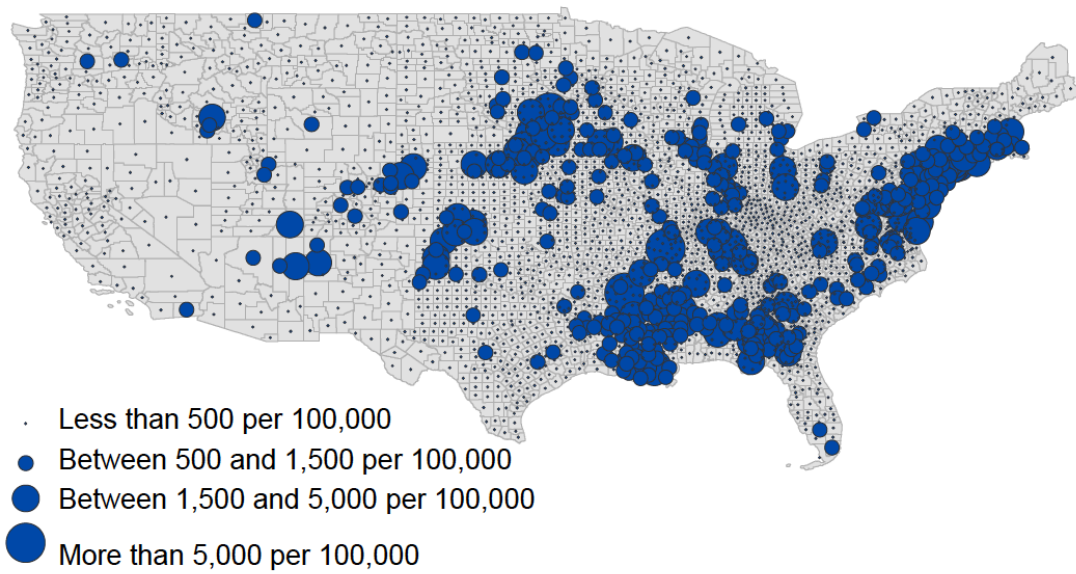 Less than 500 per 100,000
Between 500 and 1,500 per 100,000
Between 1,500 and 5,000 per 100,000
More than 5,000 per 100,000